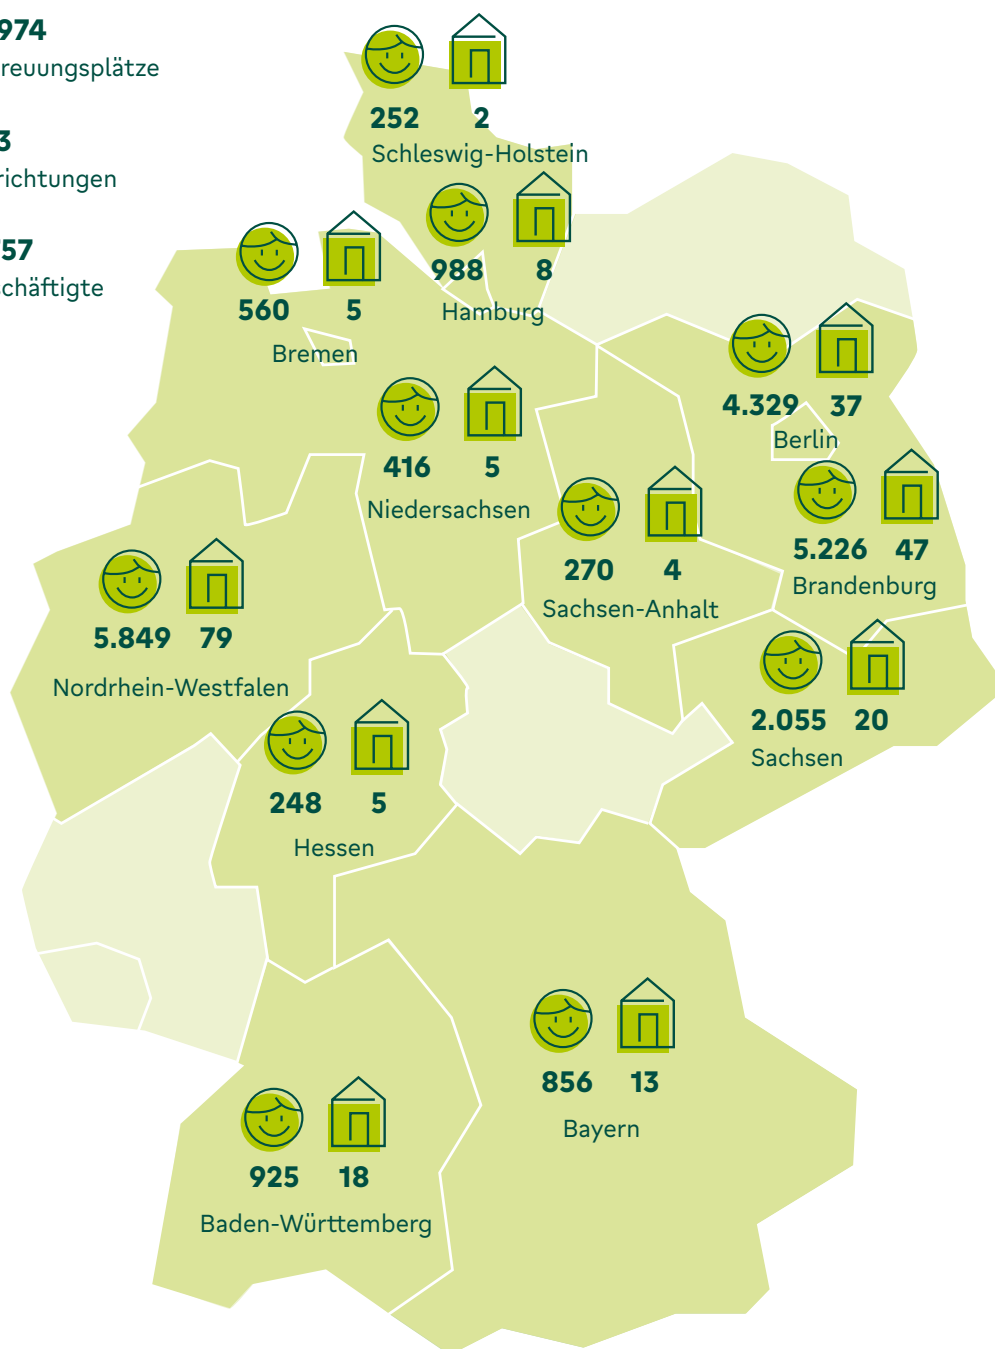 974
reuungsplätze
3
richtungen
57
chäftigte
252 2
Schleswig-Holstein
988 8
Hamburg
560 5
Bremen
4.329 37
Berlin
416 5
Niedersachsen
270 4
Sachsen-Anhalt
5.226 47
Brandenburg
5.849 79
Nordrhein-Westfalen
2.055 20
Sachsen
248 5
Hessen
856 13
Bayern
925 18
Baden-Württemberg